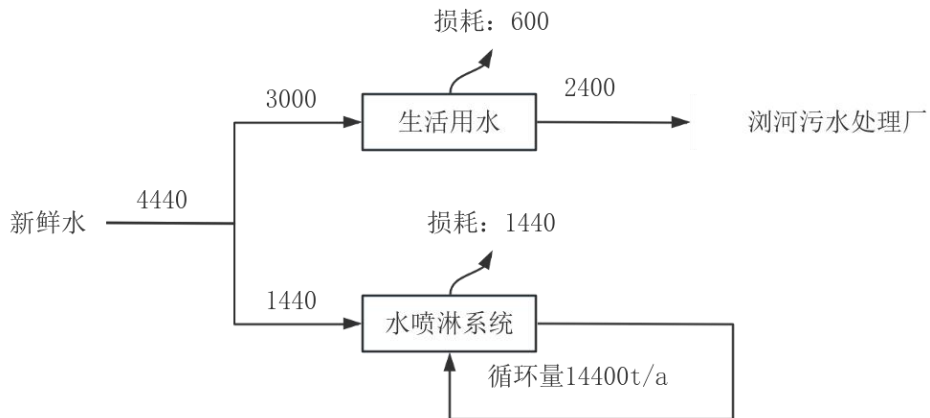 损耗：600
3000
生活用水
2400
浏河污水处理厂
新鲜水
4440
损耗：1440
1440
水喷淋系统
循环量14400t/a